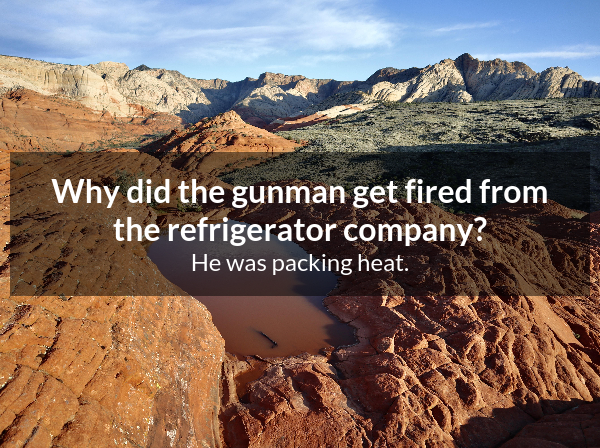 Why did the gunman get fired from
the refrigerator company?
He was packing heat.